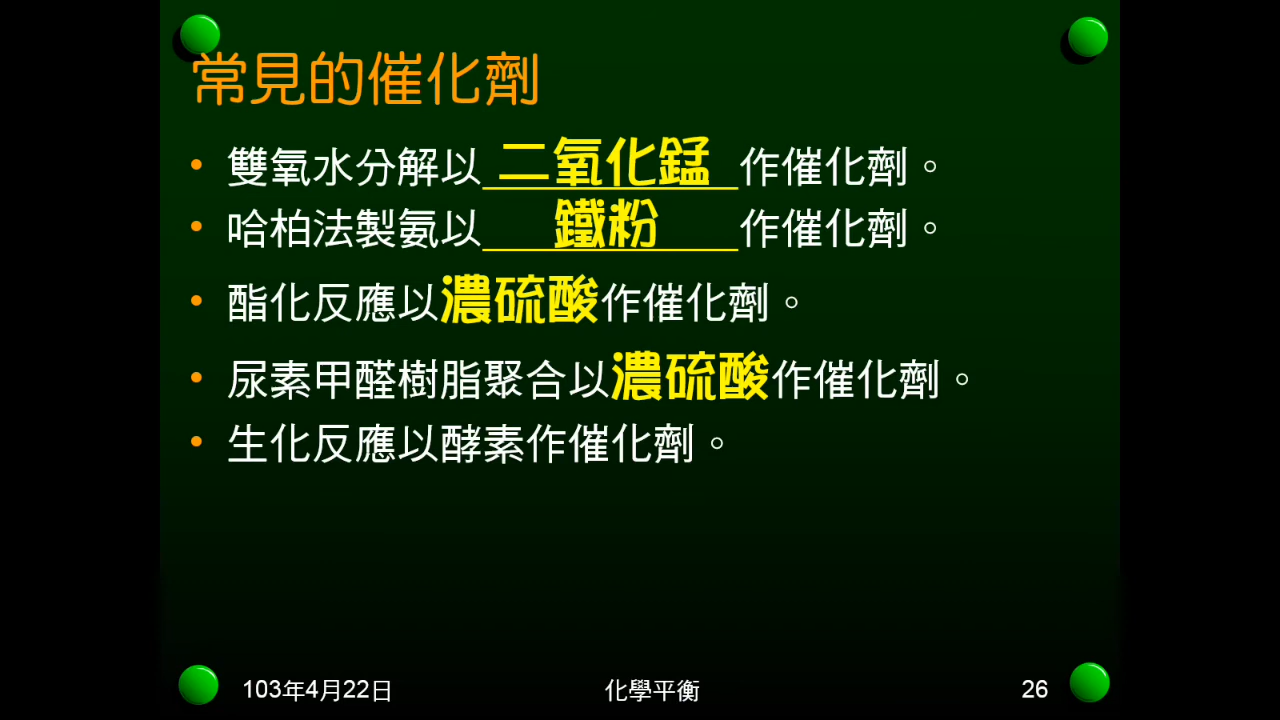 常見的催化劑
• 雙氧水分解以 二氧化錳 作催化劑。
• 哈柏法製氨以 鐵粉 作催化劑。
• 酯化反應以濃硫酸作催化劑。
• 尿素甲醛樹脂聚合以濃硫酸作催化劑。
• 生化反應以酵素作催化劑。
103年4月22日 化學平衡 26